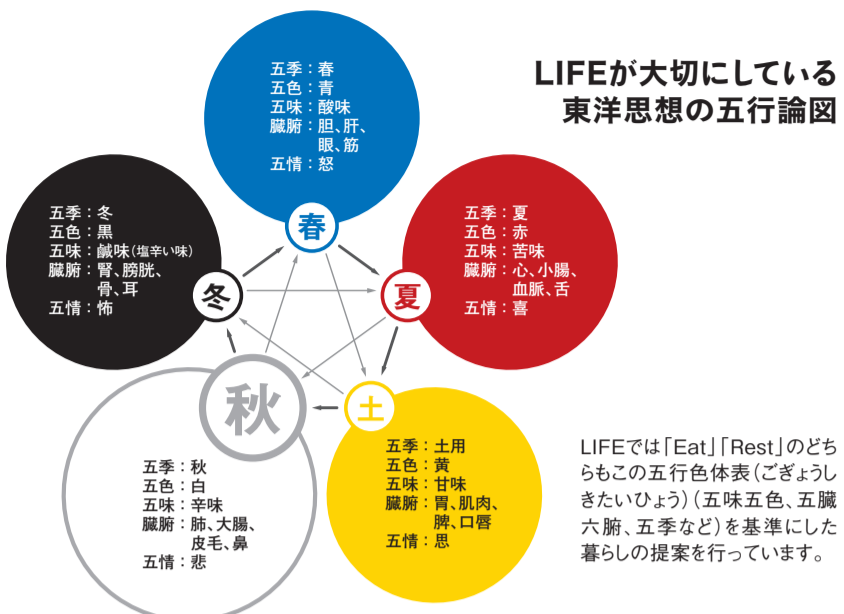 LIFEが大切にしている
東洋思想の五行論図
五季：春
五色：青
五味：酸味
臓腑：胆、肝、
眼、筋
五情：怒
春
五季：冬
五色：黒
五味：鹹味（塩辛い味）
臓腑：腎、膀胱、
骨、耳
五情：怖
冬
五季：夏
五色：赤
五味：苦味
臓腑：心、小腸、
血脈、舌
五情：喜
夏
秋
五季：秋
五色：白
五味：辛味
臓腑：肺、大腸、
皮毛、鼻
五情：悲
土
五季：土用
五色：黄
五味：甘味
臓腑：胃、肌肉、
脾、口唇
五情：思
LIFEでは「Eat」「Rest」のどち
らもこの五行色体表（ごぎょうし
きたいひょう）（五味五色、五臓
六腑、五季など）を基準にした
暮らしの提案を行っています。